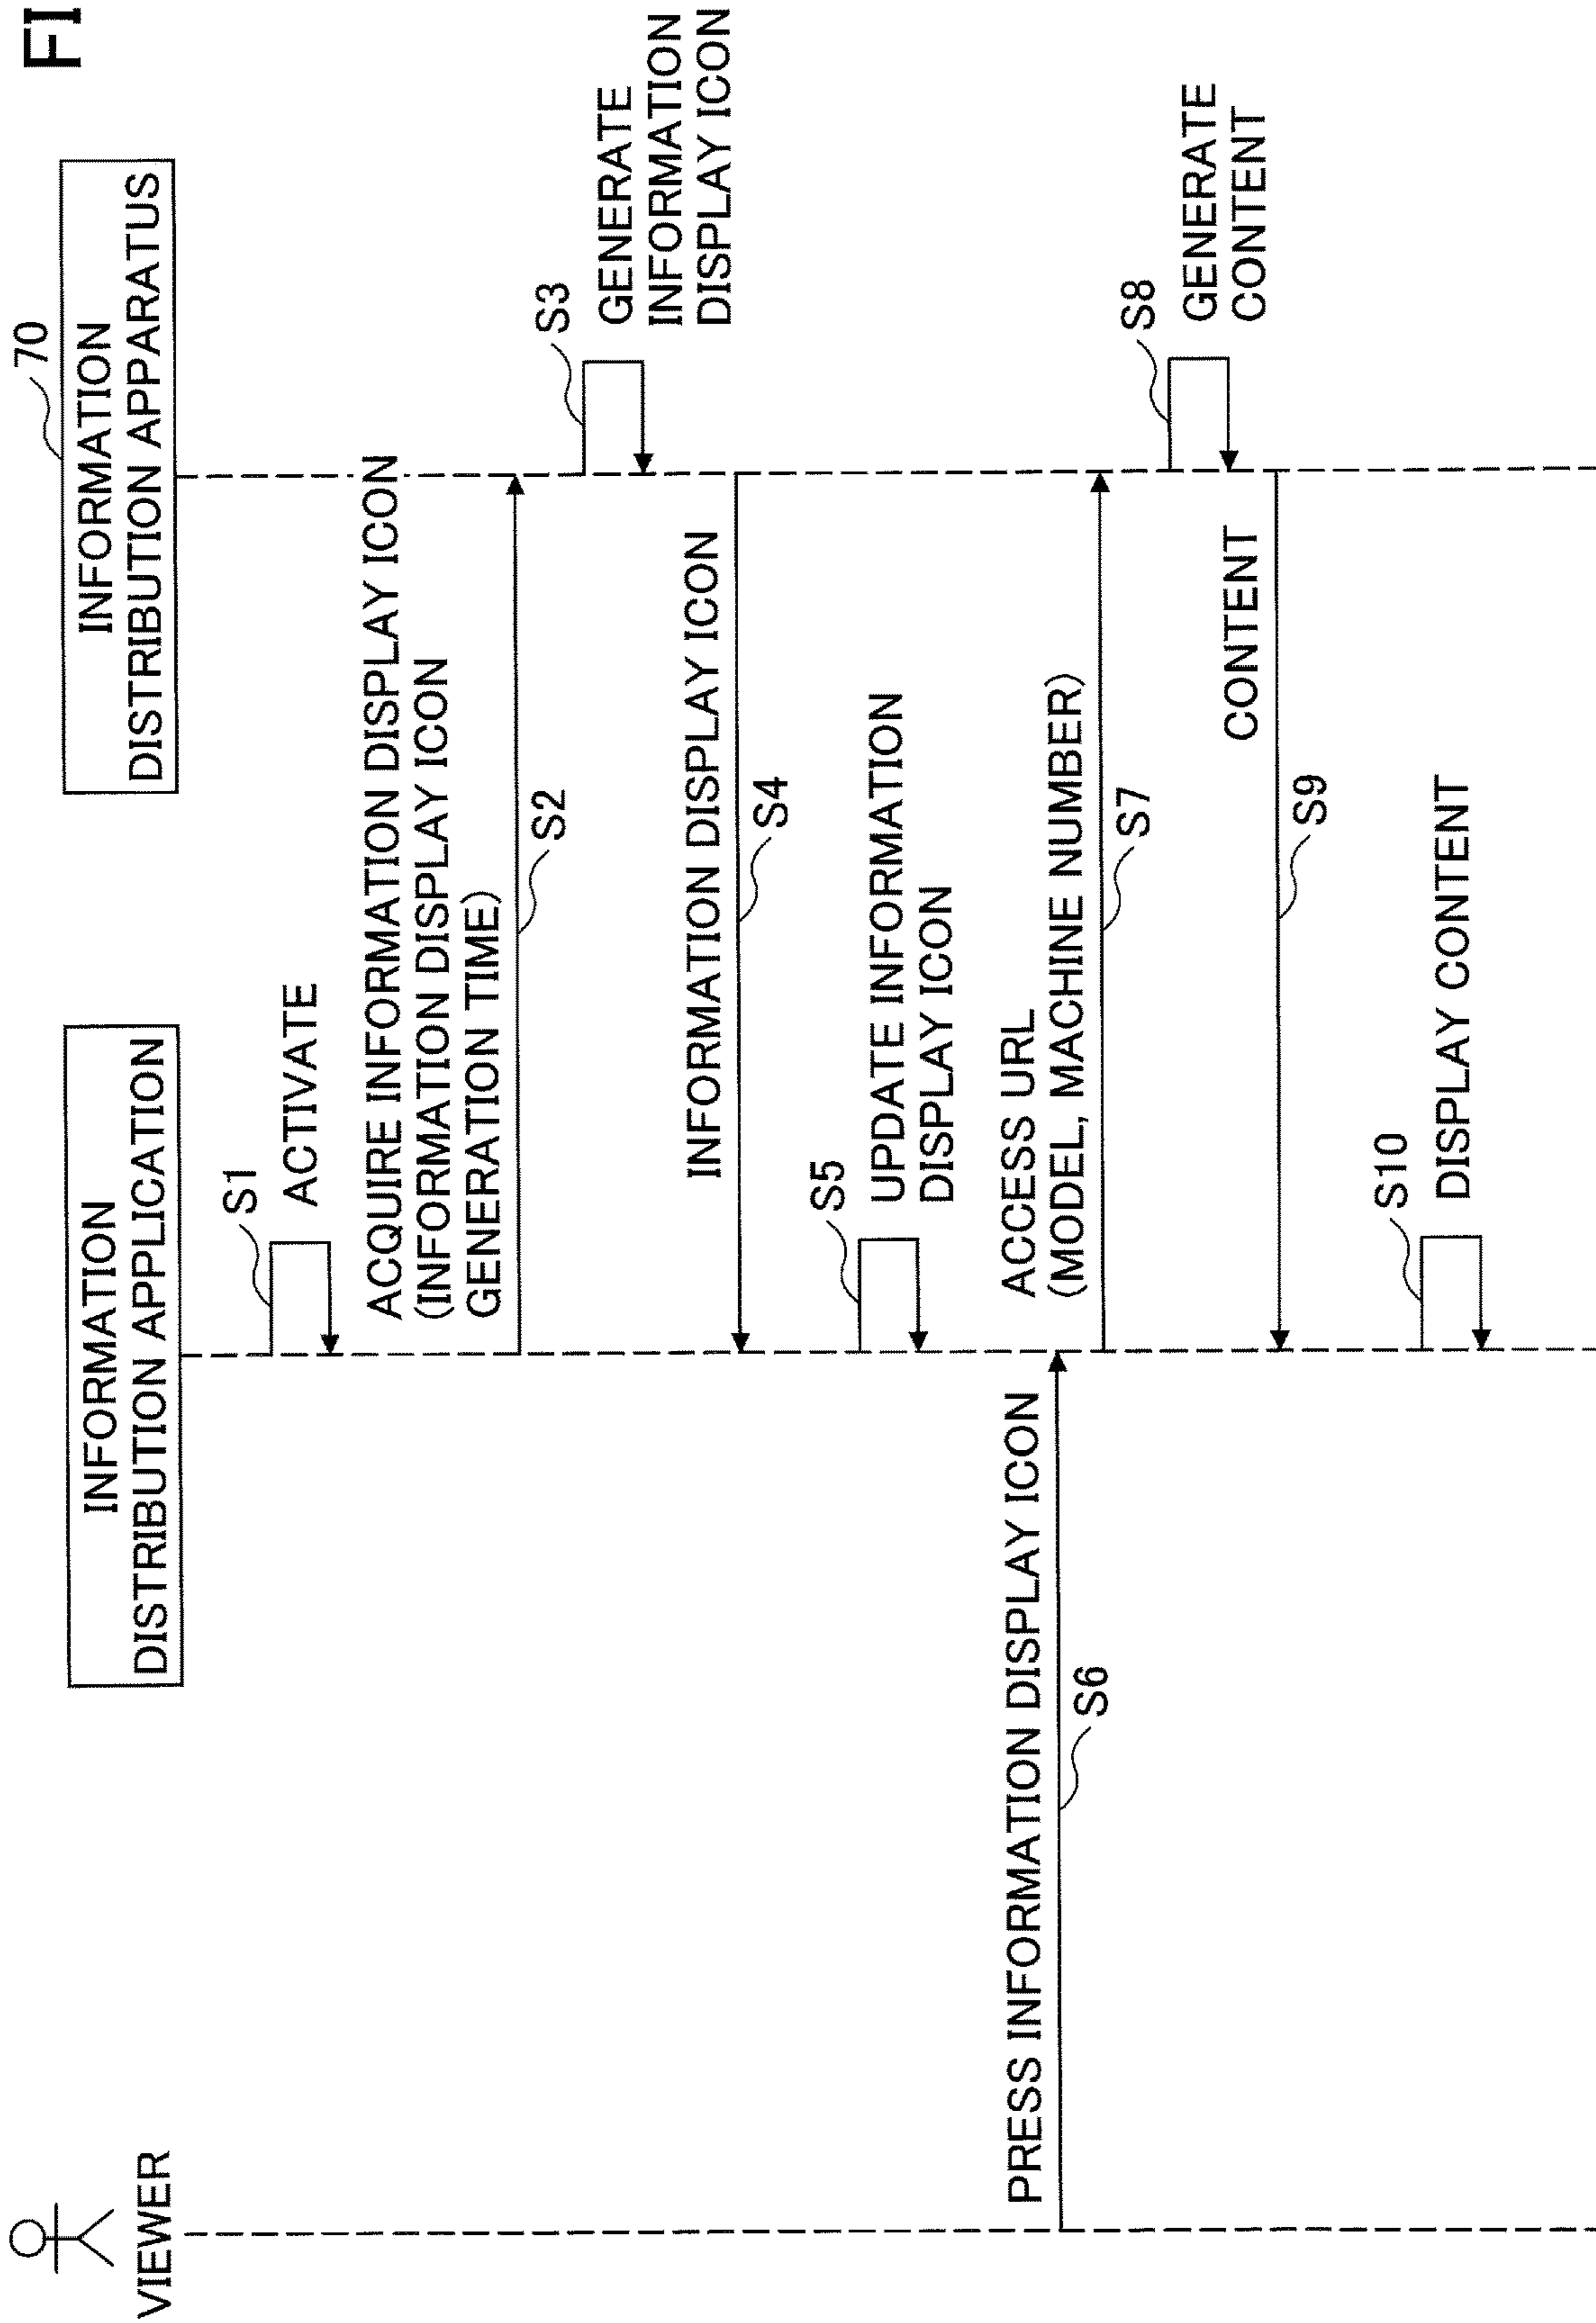 FI
VIEWER
INFORMATION
DISTRIBUTION APPLICATION
70
INFORMATION
DISTRIBUTION APPARATUS
S1
ACTIVATE
ACQUIRE INFORMATION DISPLAY ICON
(INFORMATION DISPLAY ICON
GENERATION TIME)
S2
S3
GENERATE
INFORMATION
DISPLAY ICON
INFORMATION DISPLAY ICON
S4
S5
UPDATE INFORMATION
DISPLAY ICON
PRESS INFORMATION DISPLAY ICON
S6
ACCESS URL
(MODEL, MACHINE NUMBER)
S7
S8
GENERATE
CONTENT
CONTENT
S9
S10
DISPLAY CONTENT